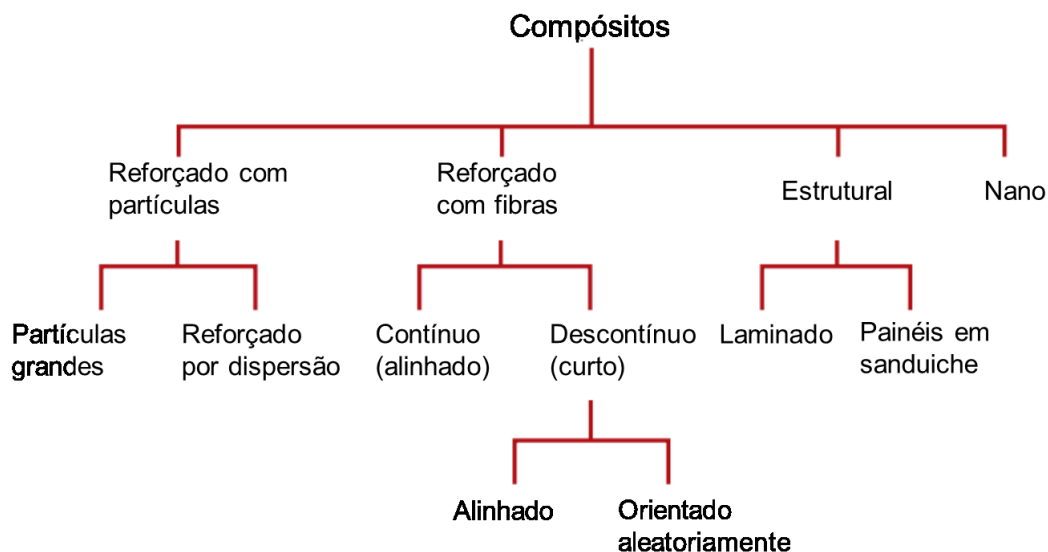 Compósitos
Reforçado com
partículas
Reforçado
com fibras
Estrutural
Nano
Partículas
grandes
Reforçado
por dispersão
Contínuo
(alinhado)
Descontínuo
(curto)
Laminado
Painéis em
sanduiche
Alinhado
Orientado
aleatoriamente